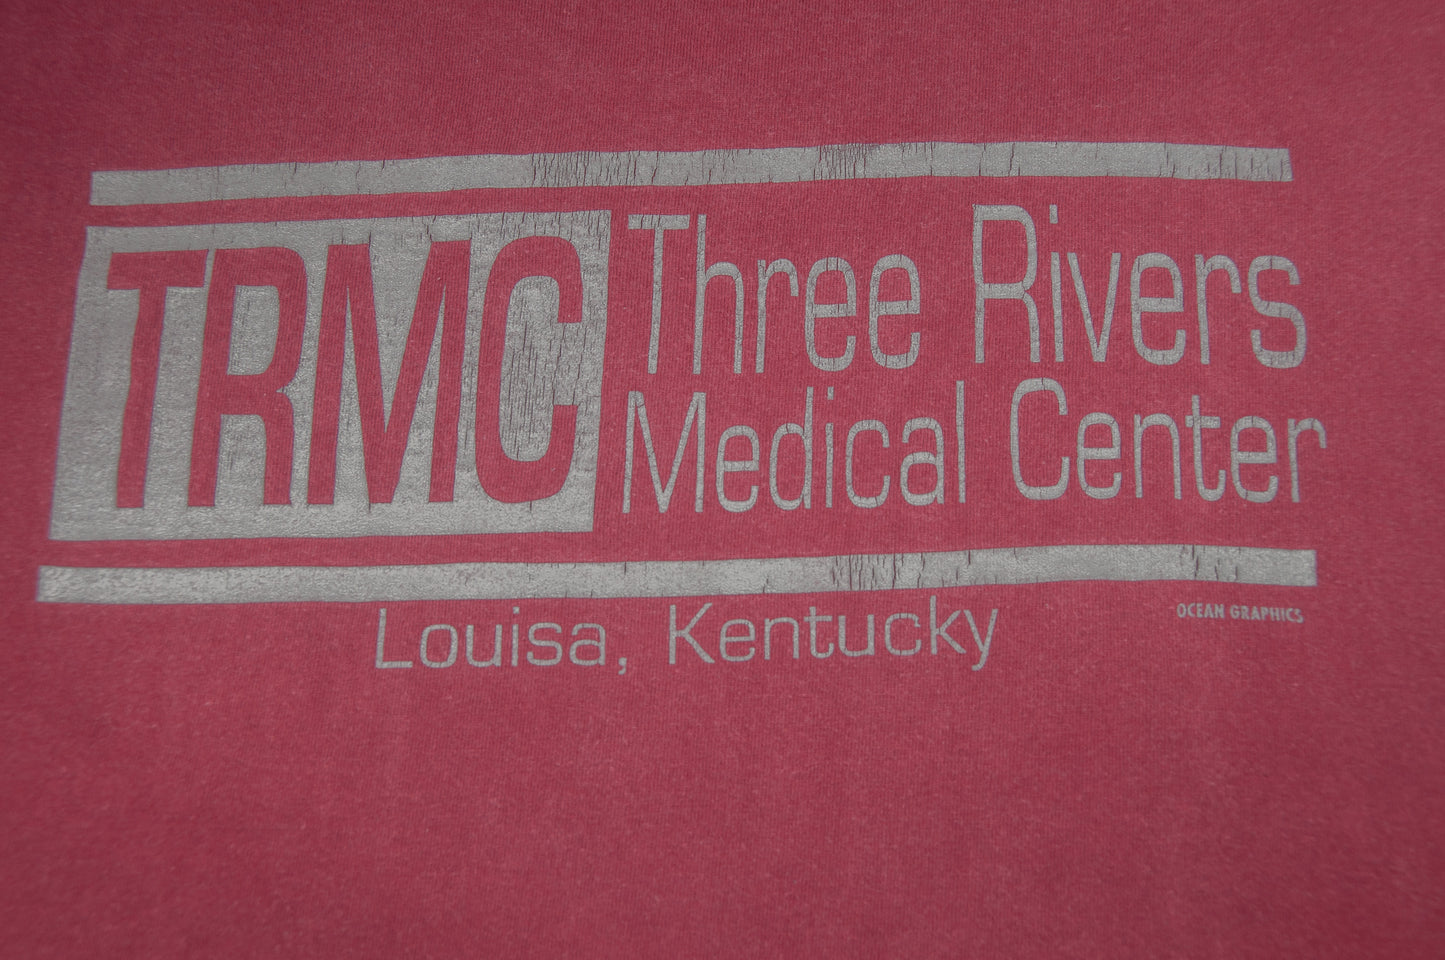 TRMC
Three Rivers
Medical Center
OCEAN GRAPHICS
Louisa, Kentucky